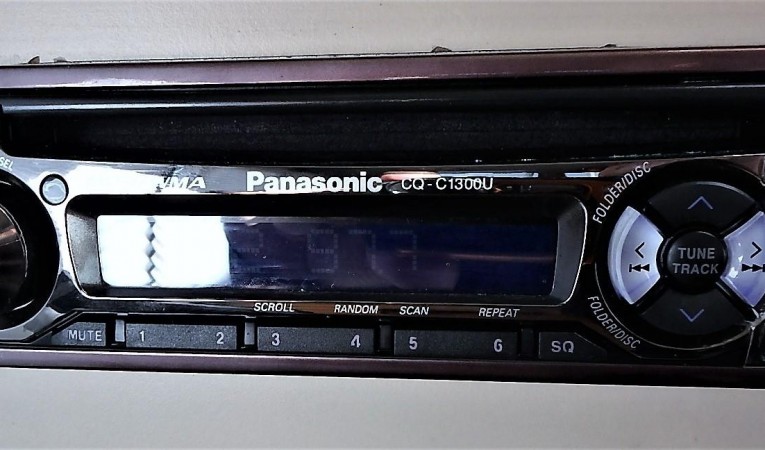 SEL
WMA
Panasonic CQ-C1300U
FOLDER/DISC
TUNE
TRACK
SCROLL RANDOM SCAN REPEAT
FOLDER/DISC
MUTE 1 2 3 4 5 6 SQ